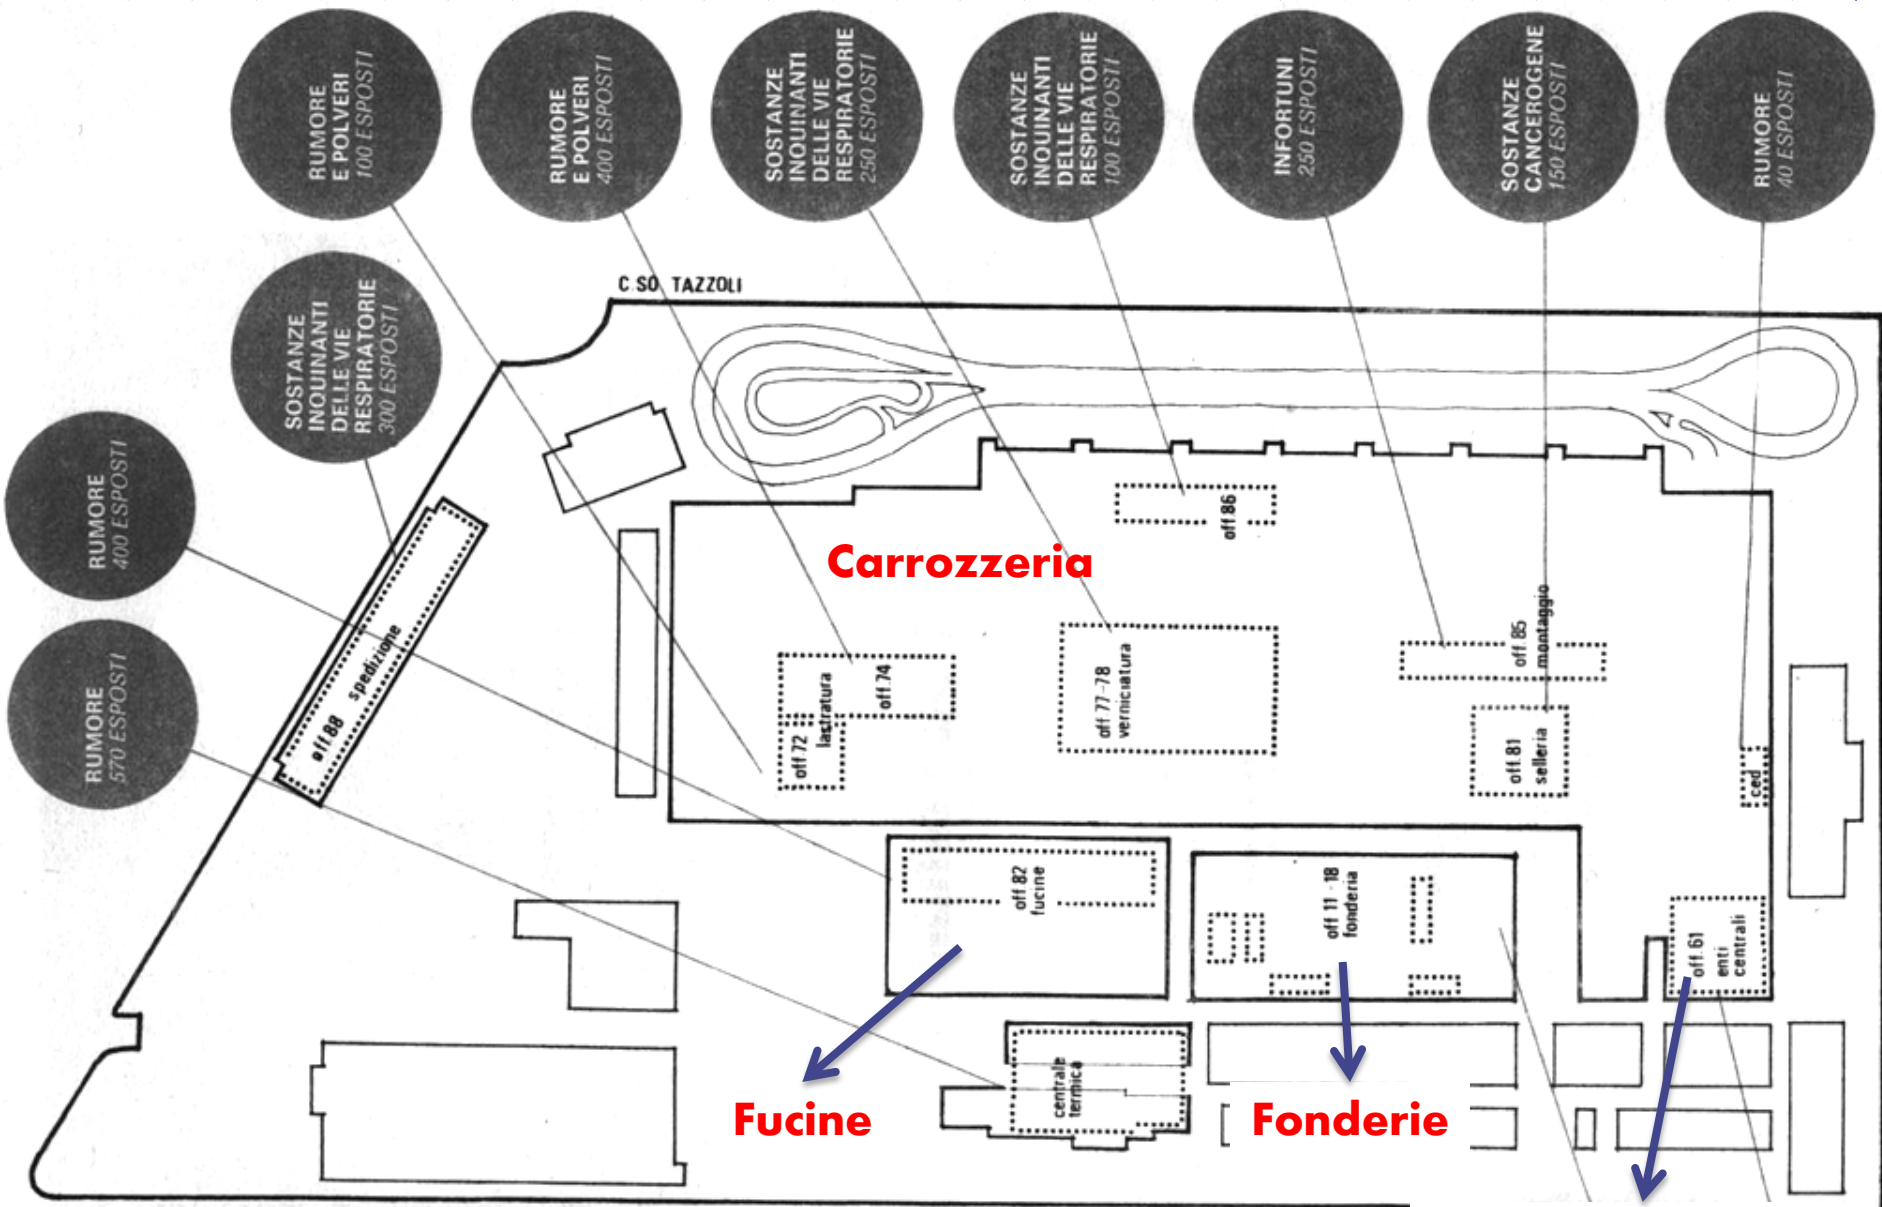 RUMORE
E POLVERI
100 ESPOSTI
RUMORE
E POLVERI
400 ESPOSTI
SOSTANZE
INQUINANTI
DELLE VIE
RESPIRATORIE
250 ESPOSTI
SOSTANZE
INQUINANTI
DELLE VIE
RESPIRATORIE
100 ESPOSTI
INFORTUNI
250 ESPOSTI
SOSTANZE
CANCEROGENE
150 ESPOSTI
RUMORE
40 ESPOSTI
SOSTANZE
INQUINANTI
DELLE VIE
RESPIRATORIE
300 ESPOSTI
RUMORE
400 ESPOSTI
RUMORE
570 ESPOSTI
C.SO TAZZOLI
off.86
Carrozzeria
off.88 spedizione
off.72
lastratura
off.74
off 77-78
verniciatura
off.85
montaggio
off.81
selleria
ced
off.82
fucine
off 11-18
fonderia
off.61
enti
centrali
centrale
termica
Fucine
Fonderie